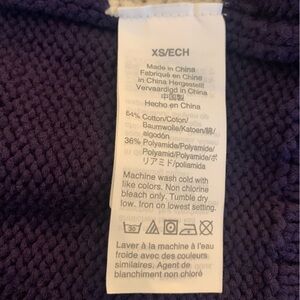 XS/ECH
Made in China
Fabriqué en Chine
in China Hergestellt
Vervaardigd in China
中国製
Hecho en China
64% Cotton/Coton/
Baumwolle/Katoen/綿/
algodón
36% Polyamide/Polyamide/
Polyamid/Polyamide/ポ
リアミド/poliamida
Machine wash cold with
like colors. Non chlorine
bleach only. Tumble dry
low. Iron on lowest setting.
30
Laver à la machine à l'eau
froide avec des couleurs
similaires. Agent de
blanchiment non chloré